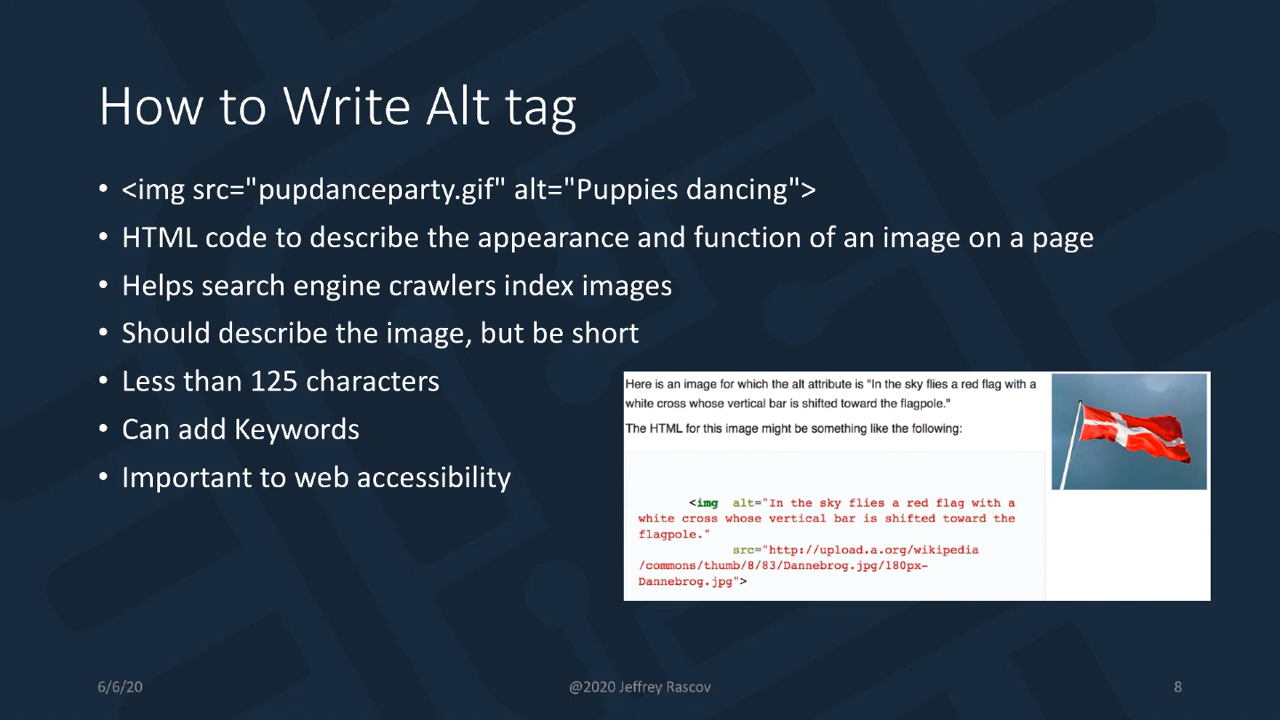 How to Write Alt tag
• <img src="pupdanceparty.gif" alt="Puppies dancing">
• HTML code to describe the appearance and function of an image on a page
• Helps search engine crawlers index images
• Should describe the image, but be short
• Less than 125 characters
• Can add Keywords
• Important to web accessibility
Here is an image for which the alt attribute is "In the sky flies a red flag with a
white cross whose vertical bar is shifted toward the flagpole."
The HTML for this image might be something like the following:
<img alt="In the sky flies a red flag with a
white cross whose vertical bar is shifted toward the
flagpole."
src="http://upload.a.org/wikipedia
/commons/thumb/8/83/Dannebrog.jpg/180px-
Dannebrog.jpg">
6/6/20
@2020 Jeffrey Rascov
8